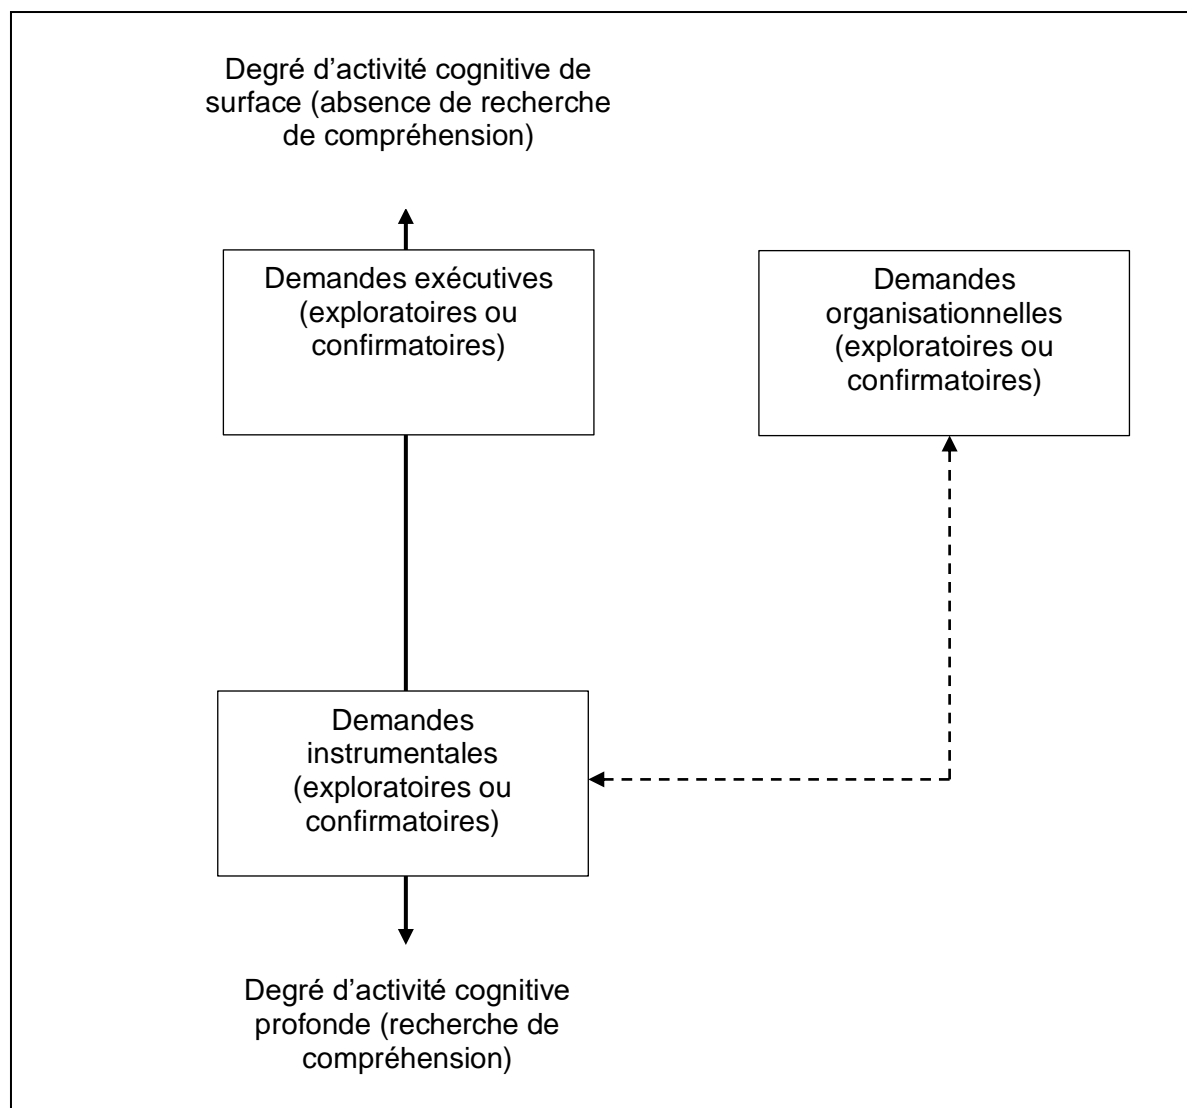 Degré d’activité cognitive de
surface (absence de recherche
de compréhension)
Demandes exécutives
(exploratoires ou
confirmatoires)
Demandes
organisationnelles
(exploratoires ou
confirmatoires)
Demandes
instrumentales
(exploratoires ou
confirmatoires)
Degré d’activité cognitive
profonde (recherche de
compréhension)